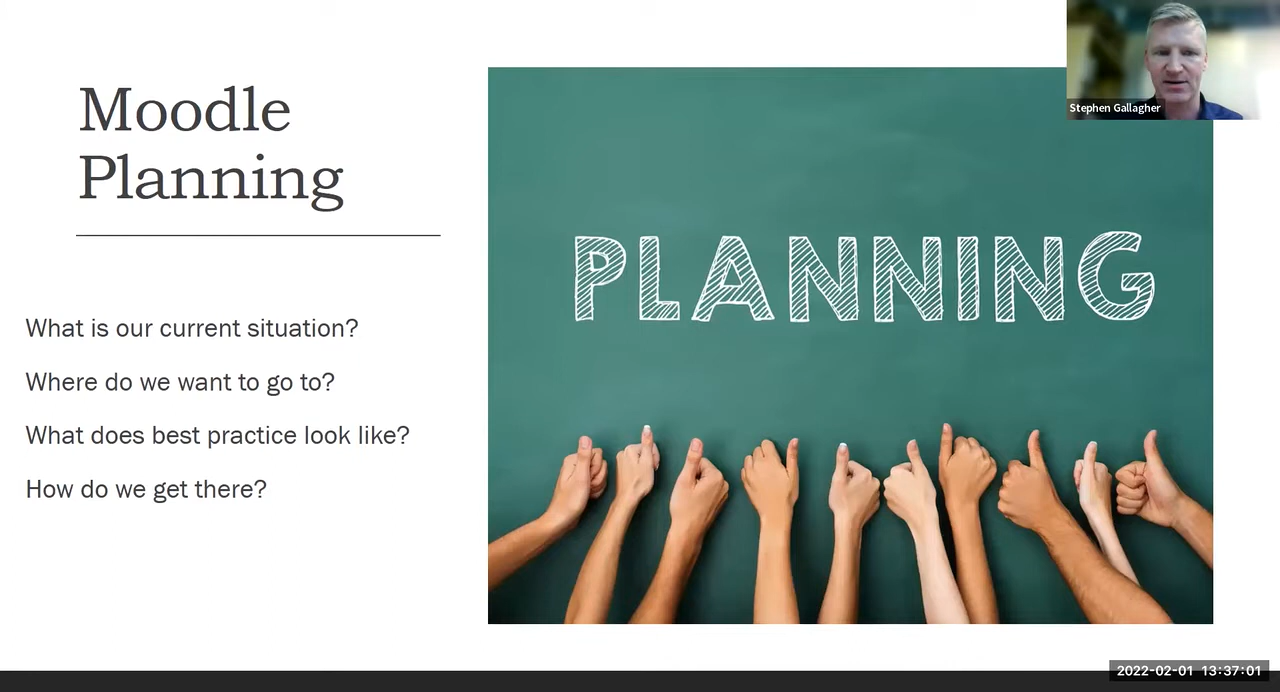 Moodle
Planning
What is our current situation?
Where do we want to go to?
What does best practice look like?
How do we get there?
PLANNING
Stephen Gallagher
2022-02-01 13:37:01